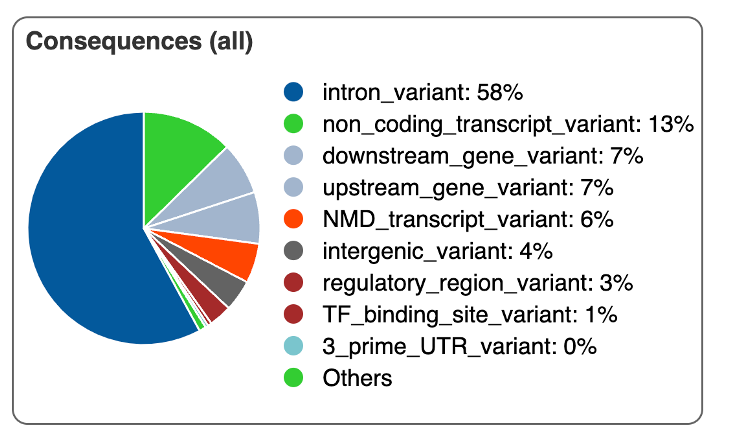 Consequences (all)
intron_variant: 58%
non_coding_transcript_variant: 13%
downstream_gene_variant: 7%
upstream_gene_variant: 7%
NMD_transcript_variant: 6%
intergenic_variant: 4%
regulatory_region_variant: 3%
TF_binding_site_variant: 1%
3_prime_UTR_variant: 0%
Others